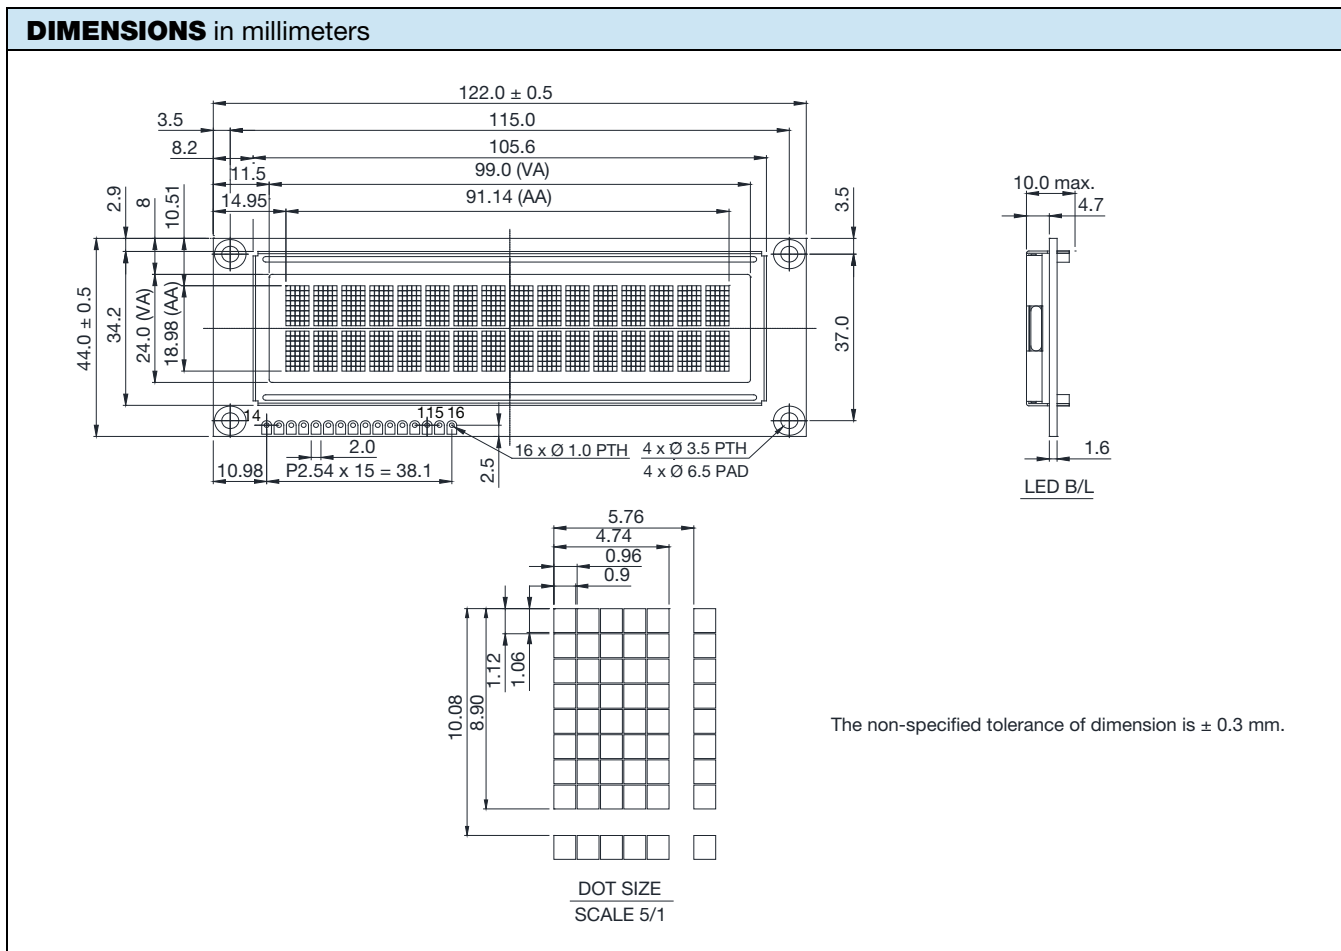 DIMENSIONS in millimeters
122.0 ± 0.5
3.5
115.0
8.2
105.6
11.5
99.0 (VA)
14.95
91.14 (AA)
2.9
8
10.51
3.5
44.0 ± 0.5
34.2
24.0 (VA)
18.98 (AA)
37.0
14
115 16
2.0
10.98
P2.54 x 15 = 38.1
2.5
16 x Ø 1.0 PTH
4 x Ø 3.5 PTH
4 x Ø 6.5 PAD
10.0 max.
4.7
1.6
LED B/L
5.76
4.74
0.96
0.9
1.12
1.06
10.08
8.90
The non-specified tolerance of dimension is ± 0.3 mm.
DOT SIZE
SCALE 5/1